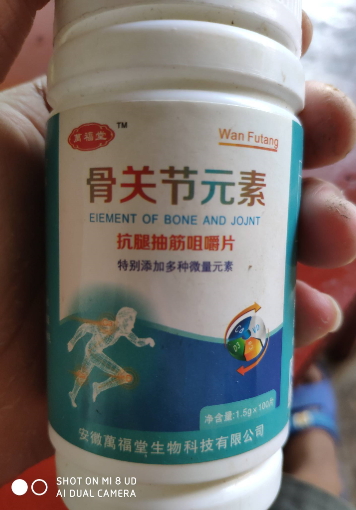 萬福堂 TM
Wan Futang
骨关节元素
EIEMENT OF BONE AND JOJNT
抗腿抽筋咀嚼片
特别添加多种微量元素
净含量:1.5g×100片
安徽萬福堂生物科技有限公司
SHOT ON MI 8 UD
AI DUAL CAMERA